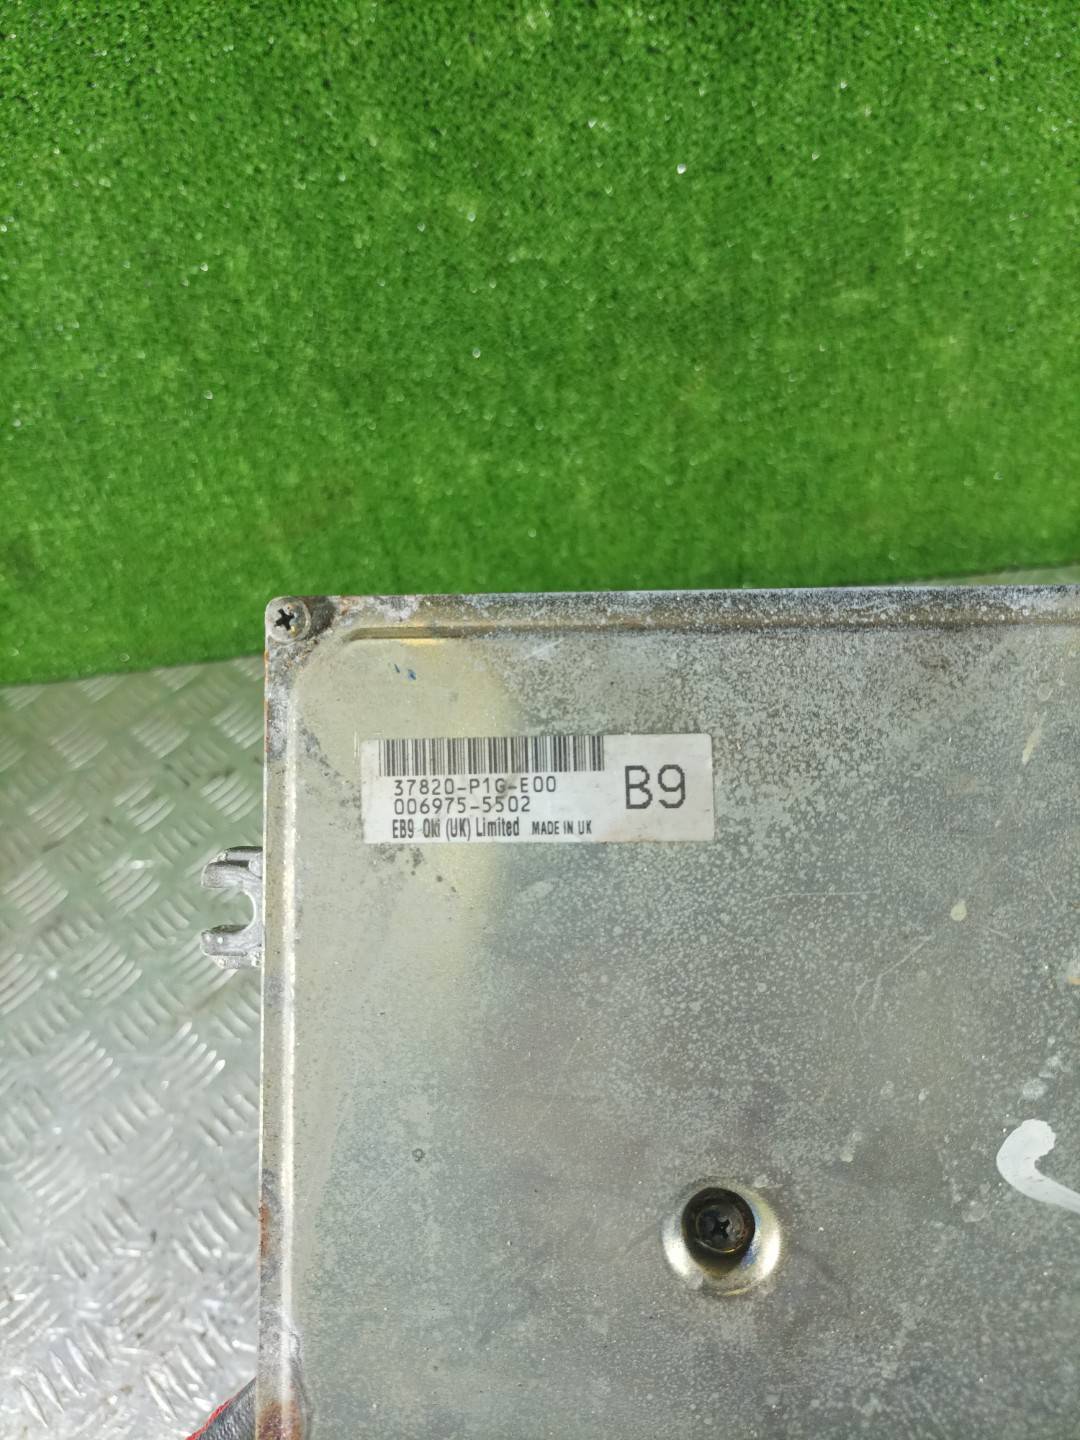 37820-P1G-E00
006975-5502
EB9 Oki (UK) Limited MADE IN UK
B9